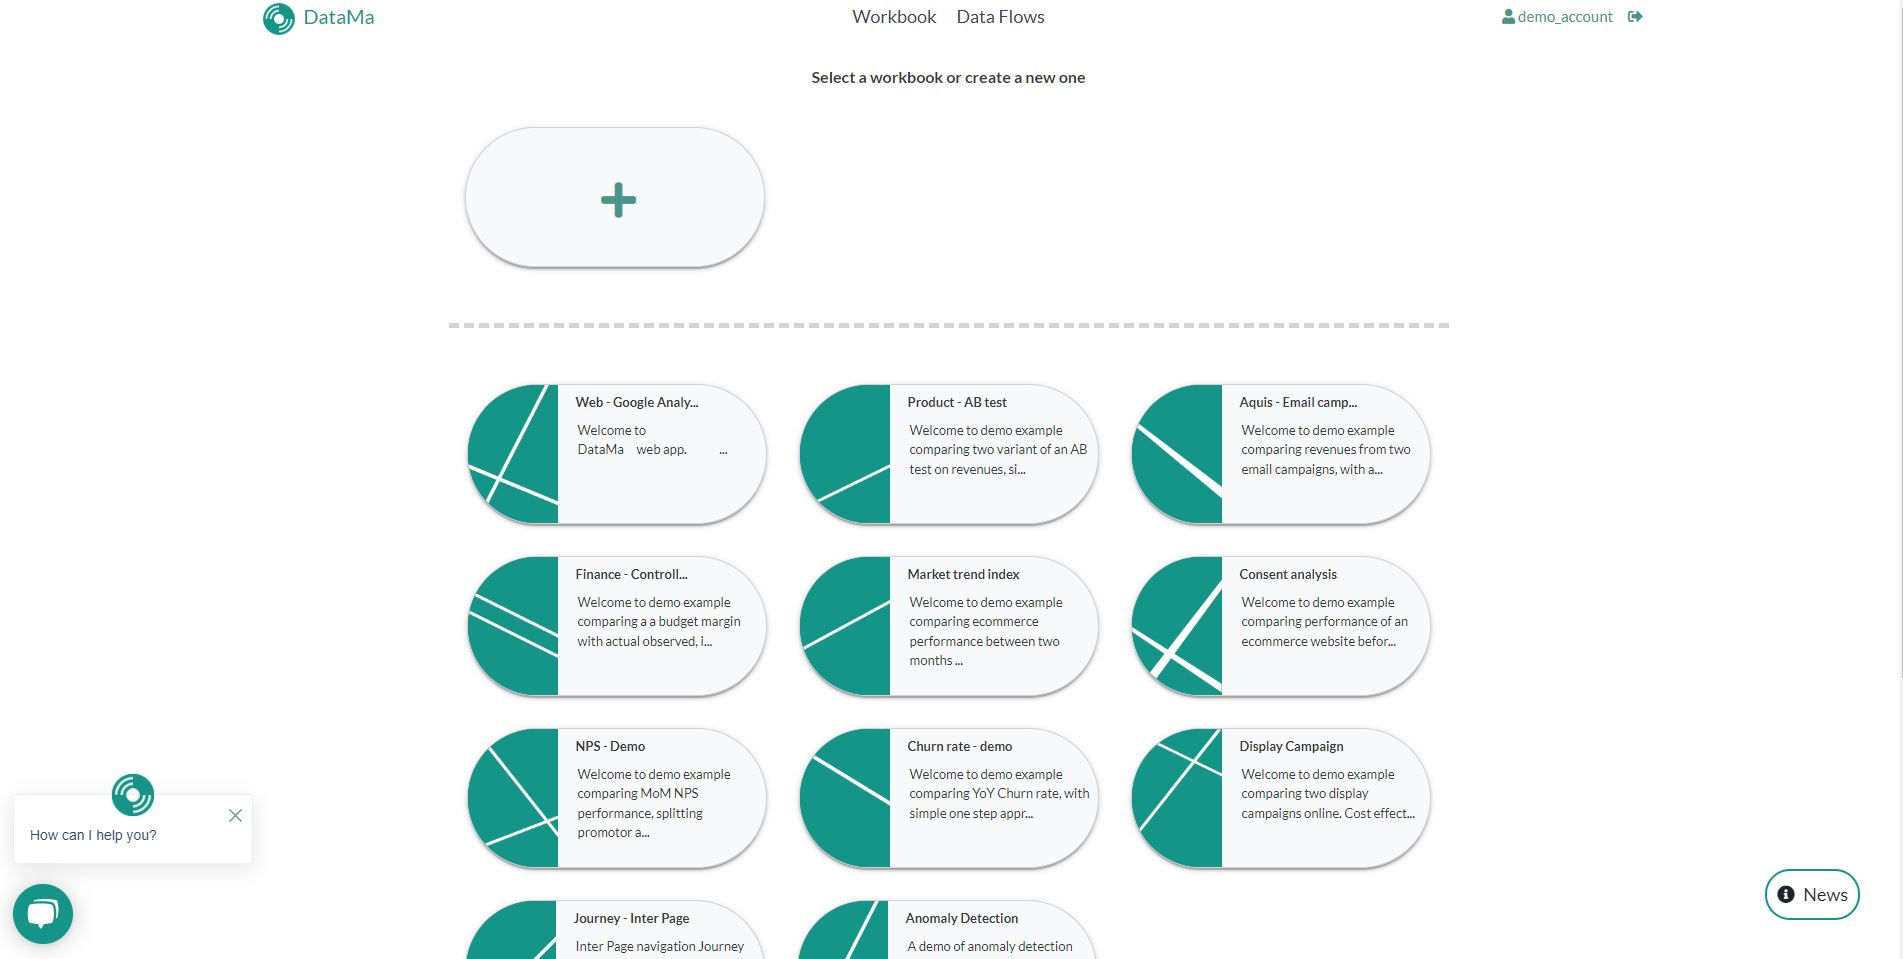 DataMa
Workbook
Data Flows
demo_account
Select a workbook or create a new one
Web - Google Analy...
Welcome to
DataMa web app. ...
Product - AB test
Welcome to demo example
comparing two variant of an AB
test on revenues, si...
Aquis - Email camp...
Welcome to demo example
comparing revenues from two
email campaigns, with a...
Finance - Controll...
Welcome to demo example
comparing a a budget margin
with actual observed, i...
Market trend index
Welcome to demo example
comparing ecommerce
performance between two
months ...
Consent analysis
Welcome to demo example
comparing performance of an
ecommerce website befor...
NPS - Demo
Welcome to demo example
comparing MoM NPS
performance, splitting
promotor a...
Churn rate - demo
Welcome to demo example
comparing YoY Churn rate, with
simple one step appr...
Display Campaign
Welcome to demo example
comparing two display
campaigns online. Cost effect...
How can I help you?
News
Journey - Inter Page
Inter Page navigation Journey
Anomaly Detection
A demo of anomaly detection